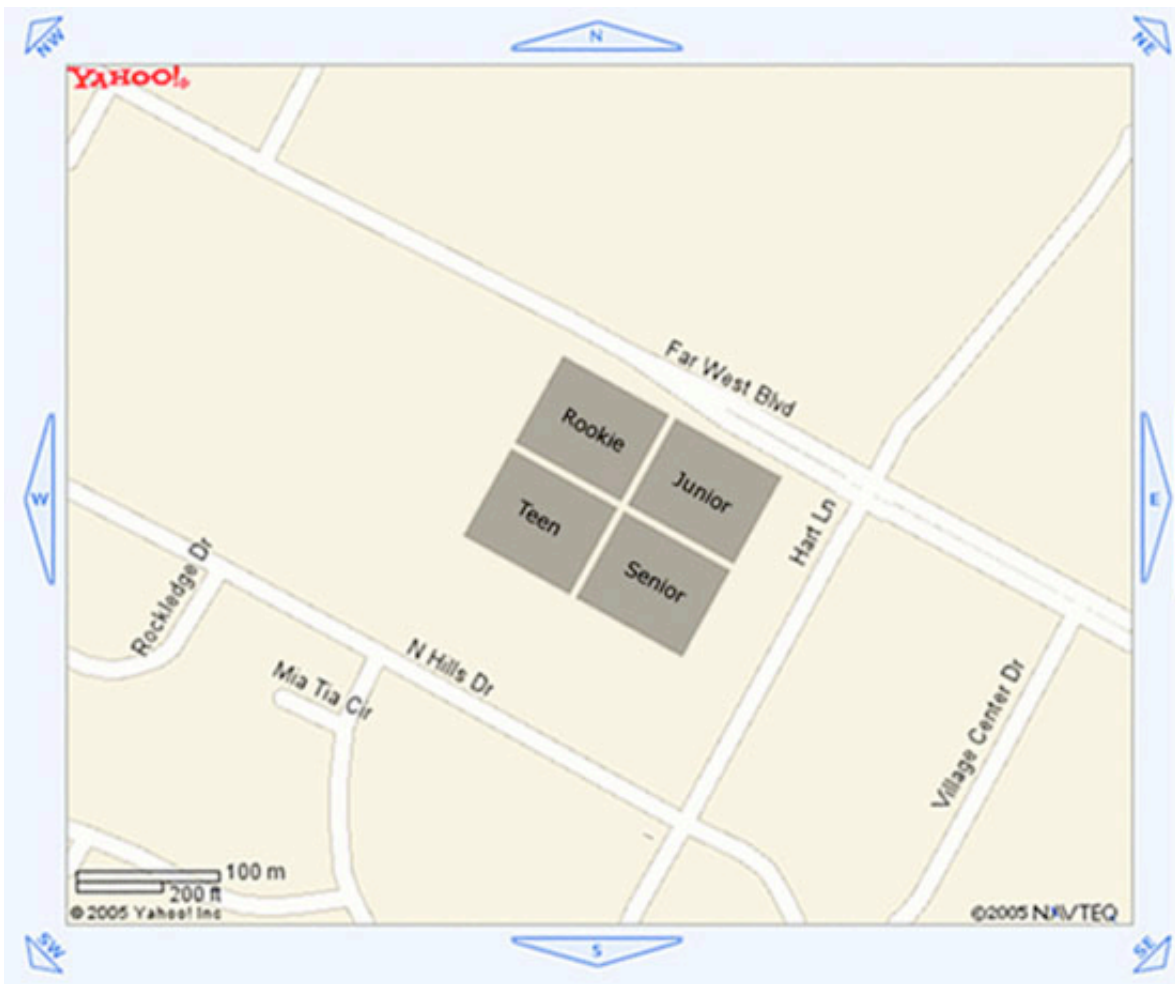 NW
N
NE
YAHOO!
Far West Blvd
Rookie
Junior
W
E
Teen
Hart Ln
Senior
Rockledge Dr
N Hills Dr
Mia Tia Cir
Village Center Dr
100 m
200 ft
©2005 Yahoo! Inc
©2005 NAVTEQ
SW
S
SE